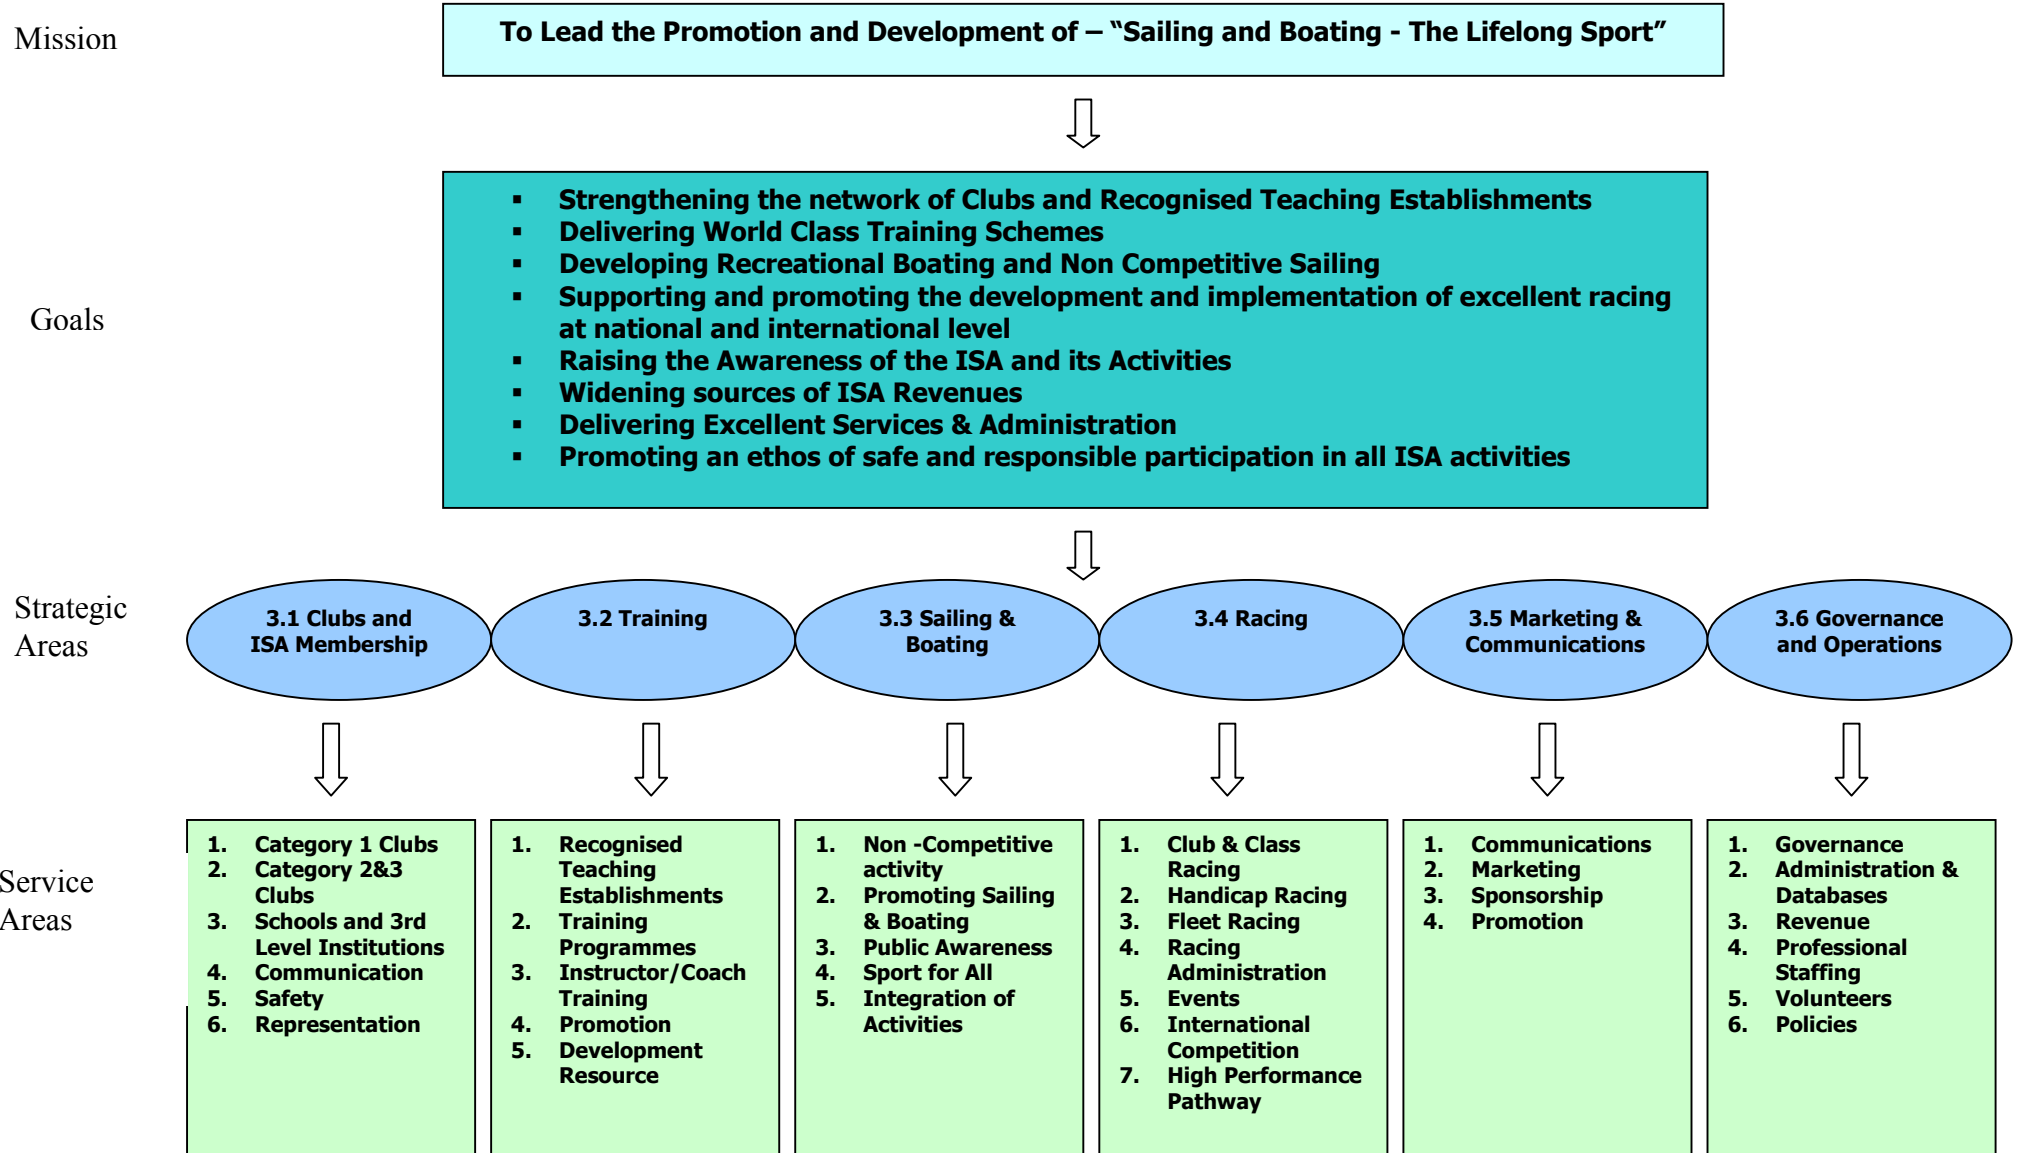 Mission
To Lead the Promotion and Development of – “Sailing and Boating - The Lifelong Sport”
Goals
▪ Strengthening the network of Clubs and Recognised Teaching Establishments
▪ Delivering World Class Training Schemes
▪ Developing Recreational Boating and Non Competitive Sailing
▪ Supporting and promoting the development and implementation of excellent racing
at national and international level
▪ Raising the Awareness of the ISA and its Activities
▪ Widening sources of ISA Revenues
▪ Delivering Excellent Services & Administration
▪ Promoting an ethos of safe and responsible participation in all ISA activities
Strategic
Areas
3.1 Clubs and
ISA Membership
3.2 Training
3.3 Sailing &
Boating
3.4 Racing
3.5 Marketing &
Communications
3.6 Governance
and Operations
Service
Areas
1. Category 1 Clubs
2. Category 2&3
Clubs
3. Schools and 3rd
Level Institutions
4. Communication
5. Safety
6. Representation
1. Recognised
Teaching
Establishments
2. Training
Programmes
3. Instructor/Coach
Training
4. Promotion
5. Development
Resource
1. Non -Competitive
activity
2. Promoting Sailing
& Boating
3. Public Awareness
4. Sport for All
5. Integration of
Activities
1. Club & Class
Racing
2. Handicap Racing
3. Fleet Racing
4. Racing
Administration
5. Events
6. International
Competition
7. High Performance
Pathway
1. Communications
2. Marketing
3. Sponsorship
4. Promotion
1. Governance
2. Administration &
Databases
3. Revenue
4. Professional
Staffing
5. Volunteers
6. Policies